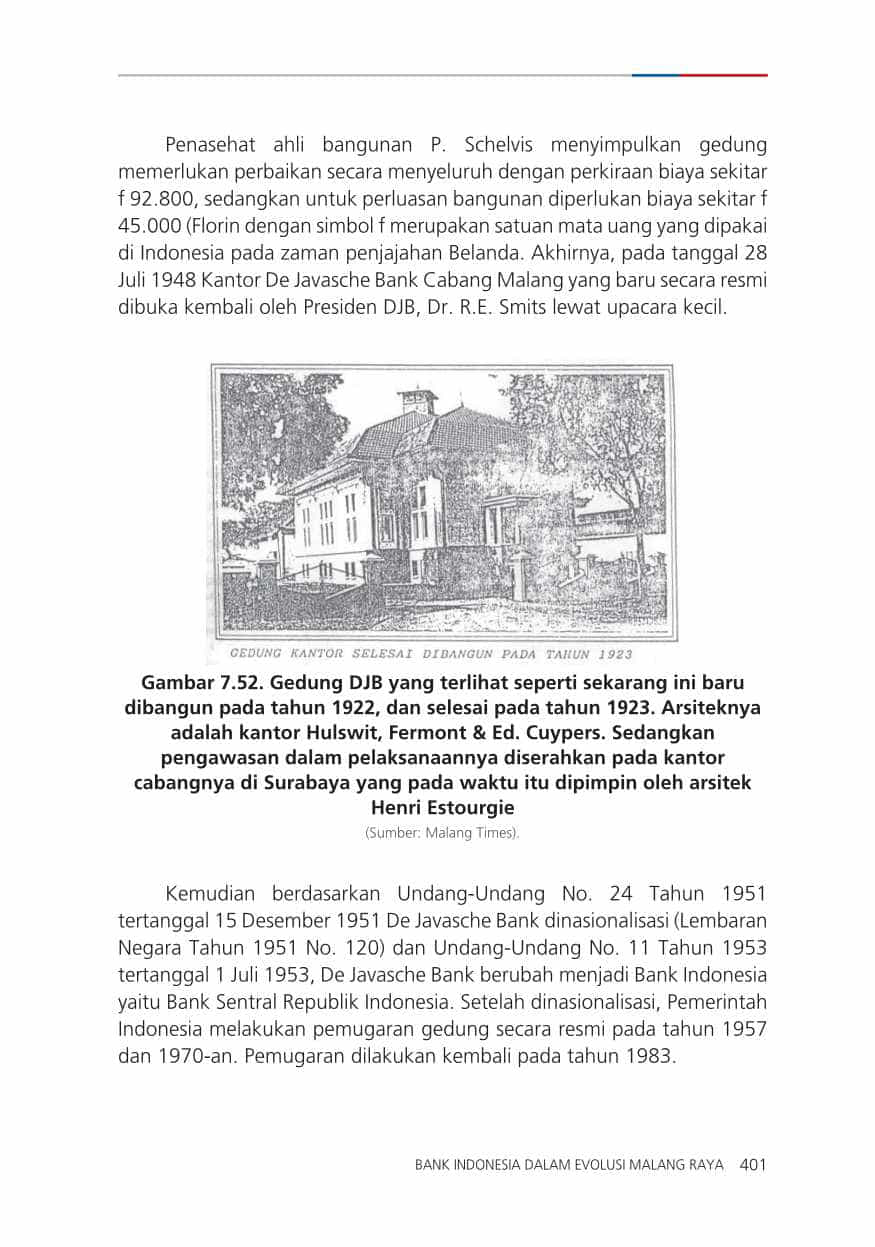 Penasehat ahli bangunan P. Schelvis menyimpulkan gedung
memerlukan perbaikan secara menyeluruh dengan perkiraan biaya sekitar
f 92.800, sedangkan untuk perluasan bangunan diperlukan biaya sekitar f
45.000 (Florin dengan simbol f merupakan satuan mata uang yang dipakai
di Indonesia pada zaman penjajahan Belanda. Akhirnya, pada tanggal 28
Juli 1948 Kantor De Javasche Bank Cabang Malang yang baru secara resmi
dibuka kembali oleh Presiden DJB, Dr. R.E. Smits lewat upacara kecil.
GEDUNG KANTOR SELESAI DIBANGUN PADA TAHUN 1923
Gambar 7.52. Gedung DJB yang terlihat seperti sekarang ini baru
dibangun pada tahun 1922, dan selesai pada tahun 1923. Arsiteknya
adalah kantor Hulswit, Fermont & Ed. Cuypers. Sedangkan
pengawasan dalam pelaksanaannya diserahkan pada kantor
cabangnya di Surabaya yang pada waktu itu dipimpin oleh arsitek
Henri Estourgie
(Sumber: Malang Times).
Kemudian berdasarkan Undang-Undang No. 24 Tahun 1951
tertanggal 15 Desember 1951 De Javasche Bank dinasionalisasi (Lembaran
Negara Tahun 1951 No. 120) dan Undang-Undang No. 11 Tahun 1953
tertanggal 1 Juli 1953, De Javasche Bank berubah menjadi Bank Indonesia
yaitu Bank Sentral Republik Indonesia. Setelah dinasionalisasi, Pemerintah
Indonesia melakukan pemugaran gedung secara resmi pada tahun 1957
dan 1970-an. Pemugaran dilakukan kembali pada tahun 1983.
BANK INDONESIA DALAM EVOLUSI MALANG RAYA 401